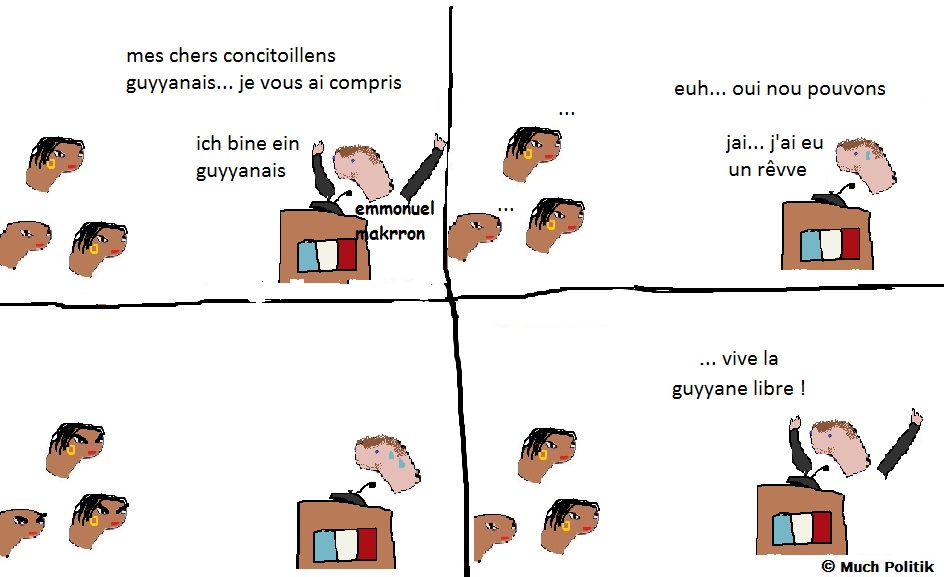 mes chers concitoillens
guyyanais... je vous ai compris
ich bine ein
guyyanais
emmonuel
makrron
...
...
euh... oui nou pouvons
jai... j'ai eu
un rêvve
... vive la
guyyane libre !
© Much Politik